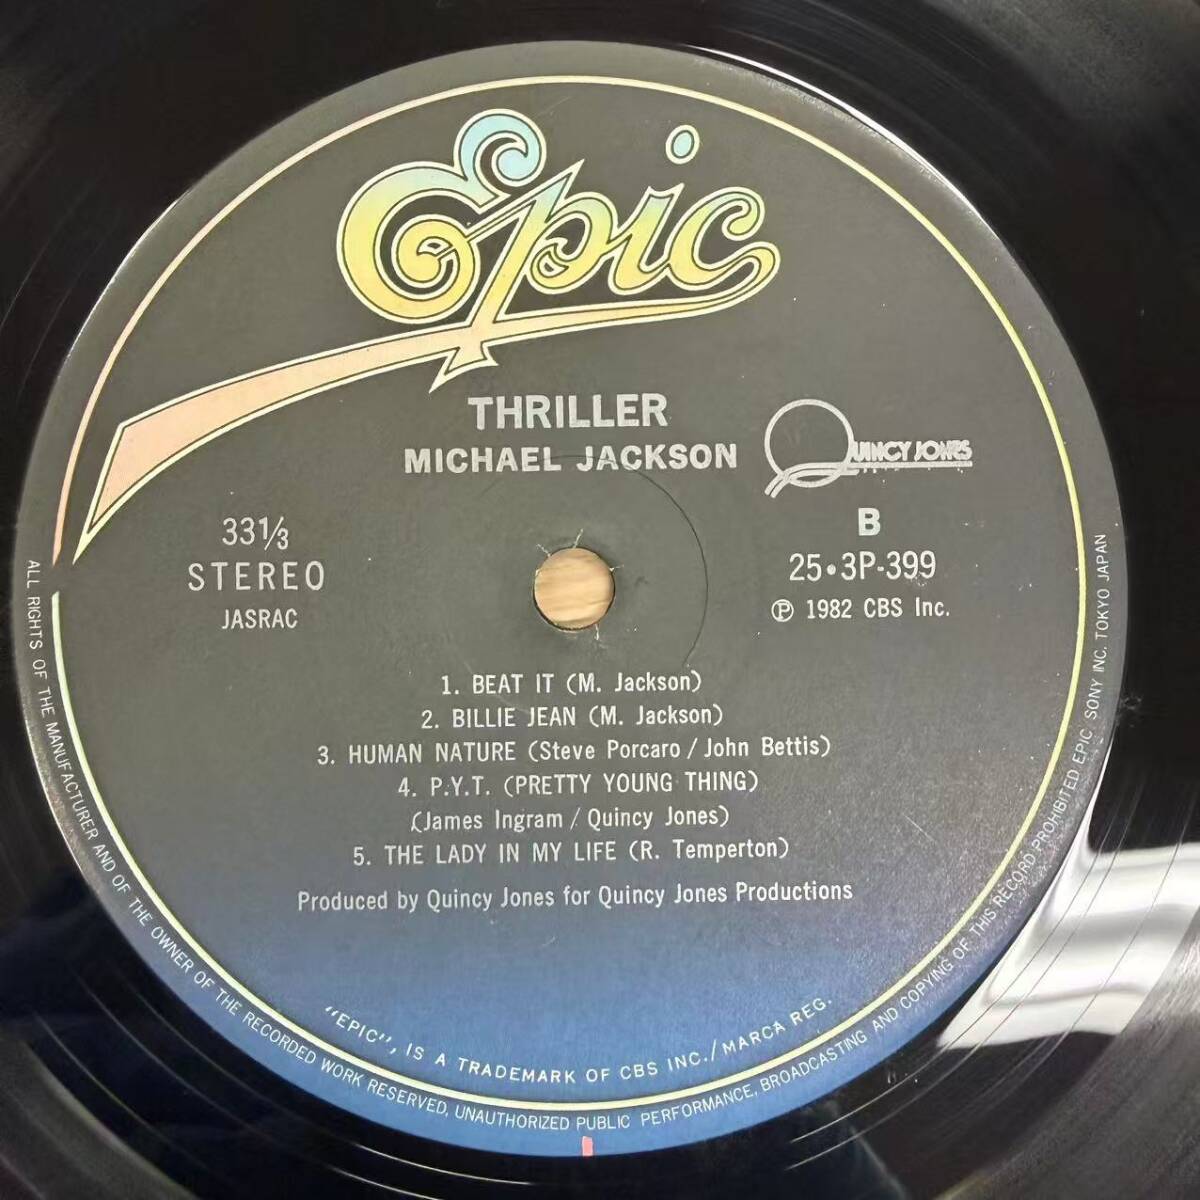 Epic
THRILLER
MICHAEL JACKSON
QUINCY JONES
33⅓
STEREO
JASRAC
B
25•3P-399
Ⓟ 1982 CBS Inc.
1. BEAT IT (M. Jackson)
2. BILLIE JEAN (M. Jackson)
3. HUMAN NATURE (Steve Porcaro / John Bettis)
4. P.Y.T. (PRETTY YOUNG THING)
(James Ingram / Quincy Jones)
5. THE LADY IN MY LIFE (R. Temperton)
Produced by Quincy Jones for Quincy Jones Productions
"EPIC", IS A TRADEMARK OF CBS INC./MARCA REG.
ALL RIGHTS OF THE MANUFACTURER AND OF THE OWNER OF THE RECORDED WORK RESERVED, UNAUTHORIZED PUBLIC PERFORMANCE, BROADCASTING AND COPYING OF THIS RECORD PROHIBITED EPIC. SONY INC. TOKYO JAPAN